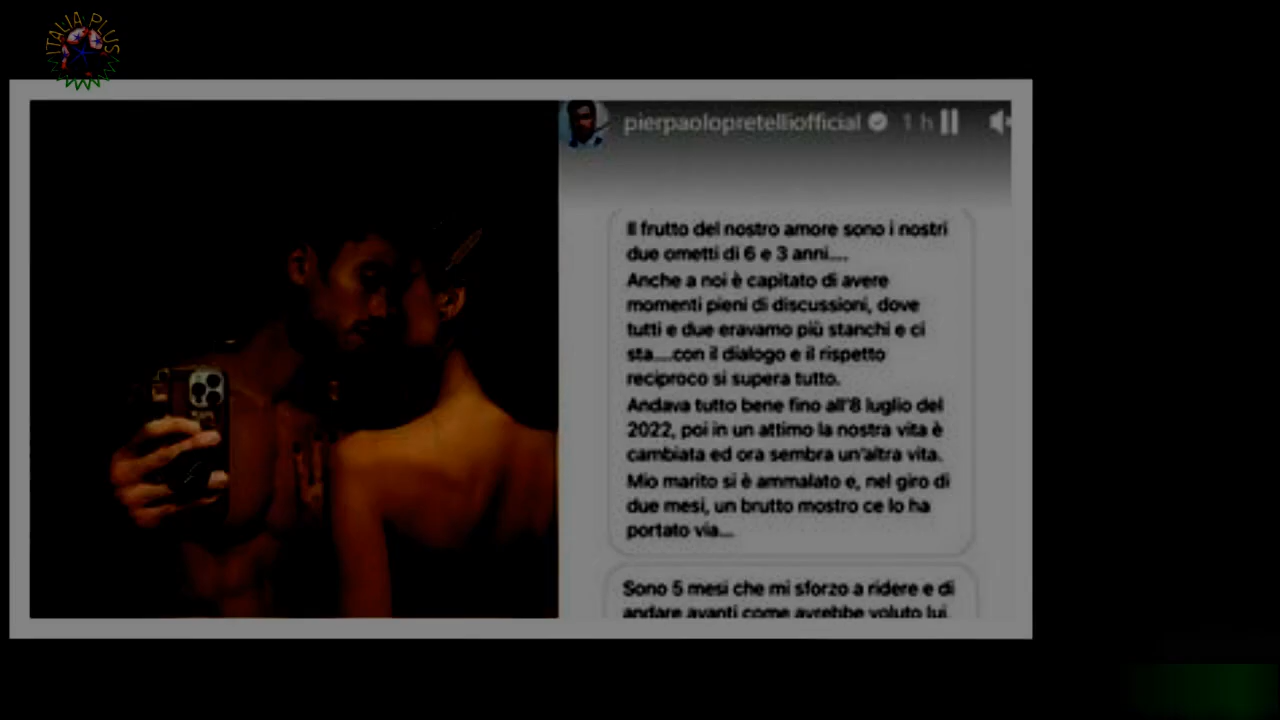 ITALIA PLUS
pierpaolopretelliofficial 1 h
Il frutto del nostro amore sono i nostri
due ometti di 6 e 3 anni....
Anche a noi è capitato di avere
momenti pieni di discussioni, dove
tutti e due eravamo più stanchi e ci
sta....con il dialogo e il rispetto
reciproco si supera tutto.
Andava tutto bene fino all'8 luglio del
2022, poi in un attimo la nostra vita è
cambiata ed ora sembra un'altra vita.
Mio marito si è ammalato e, nel giro di
due mesi, un brutto mostro ce lo ha
portato via...
Sono 5 mesi che mi sforzo a ridere e di
andare avanti come avrebbe voluto lui